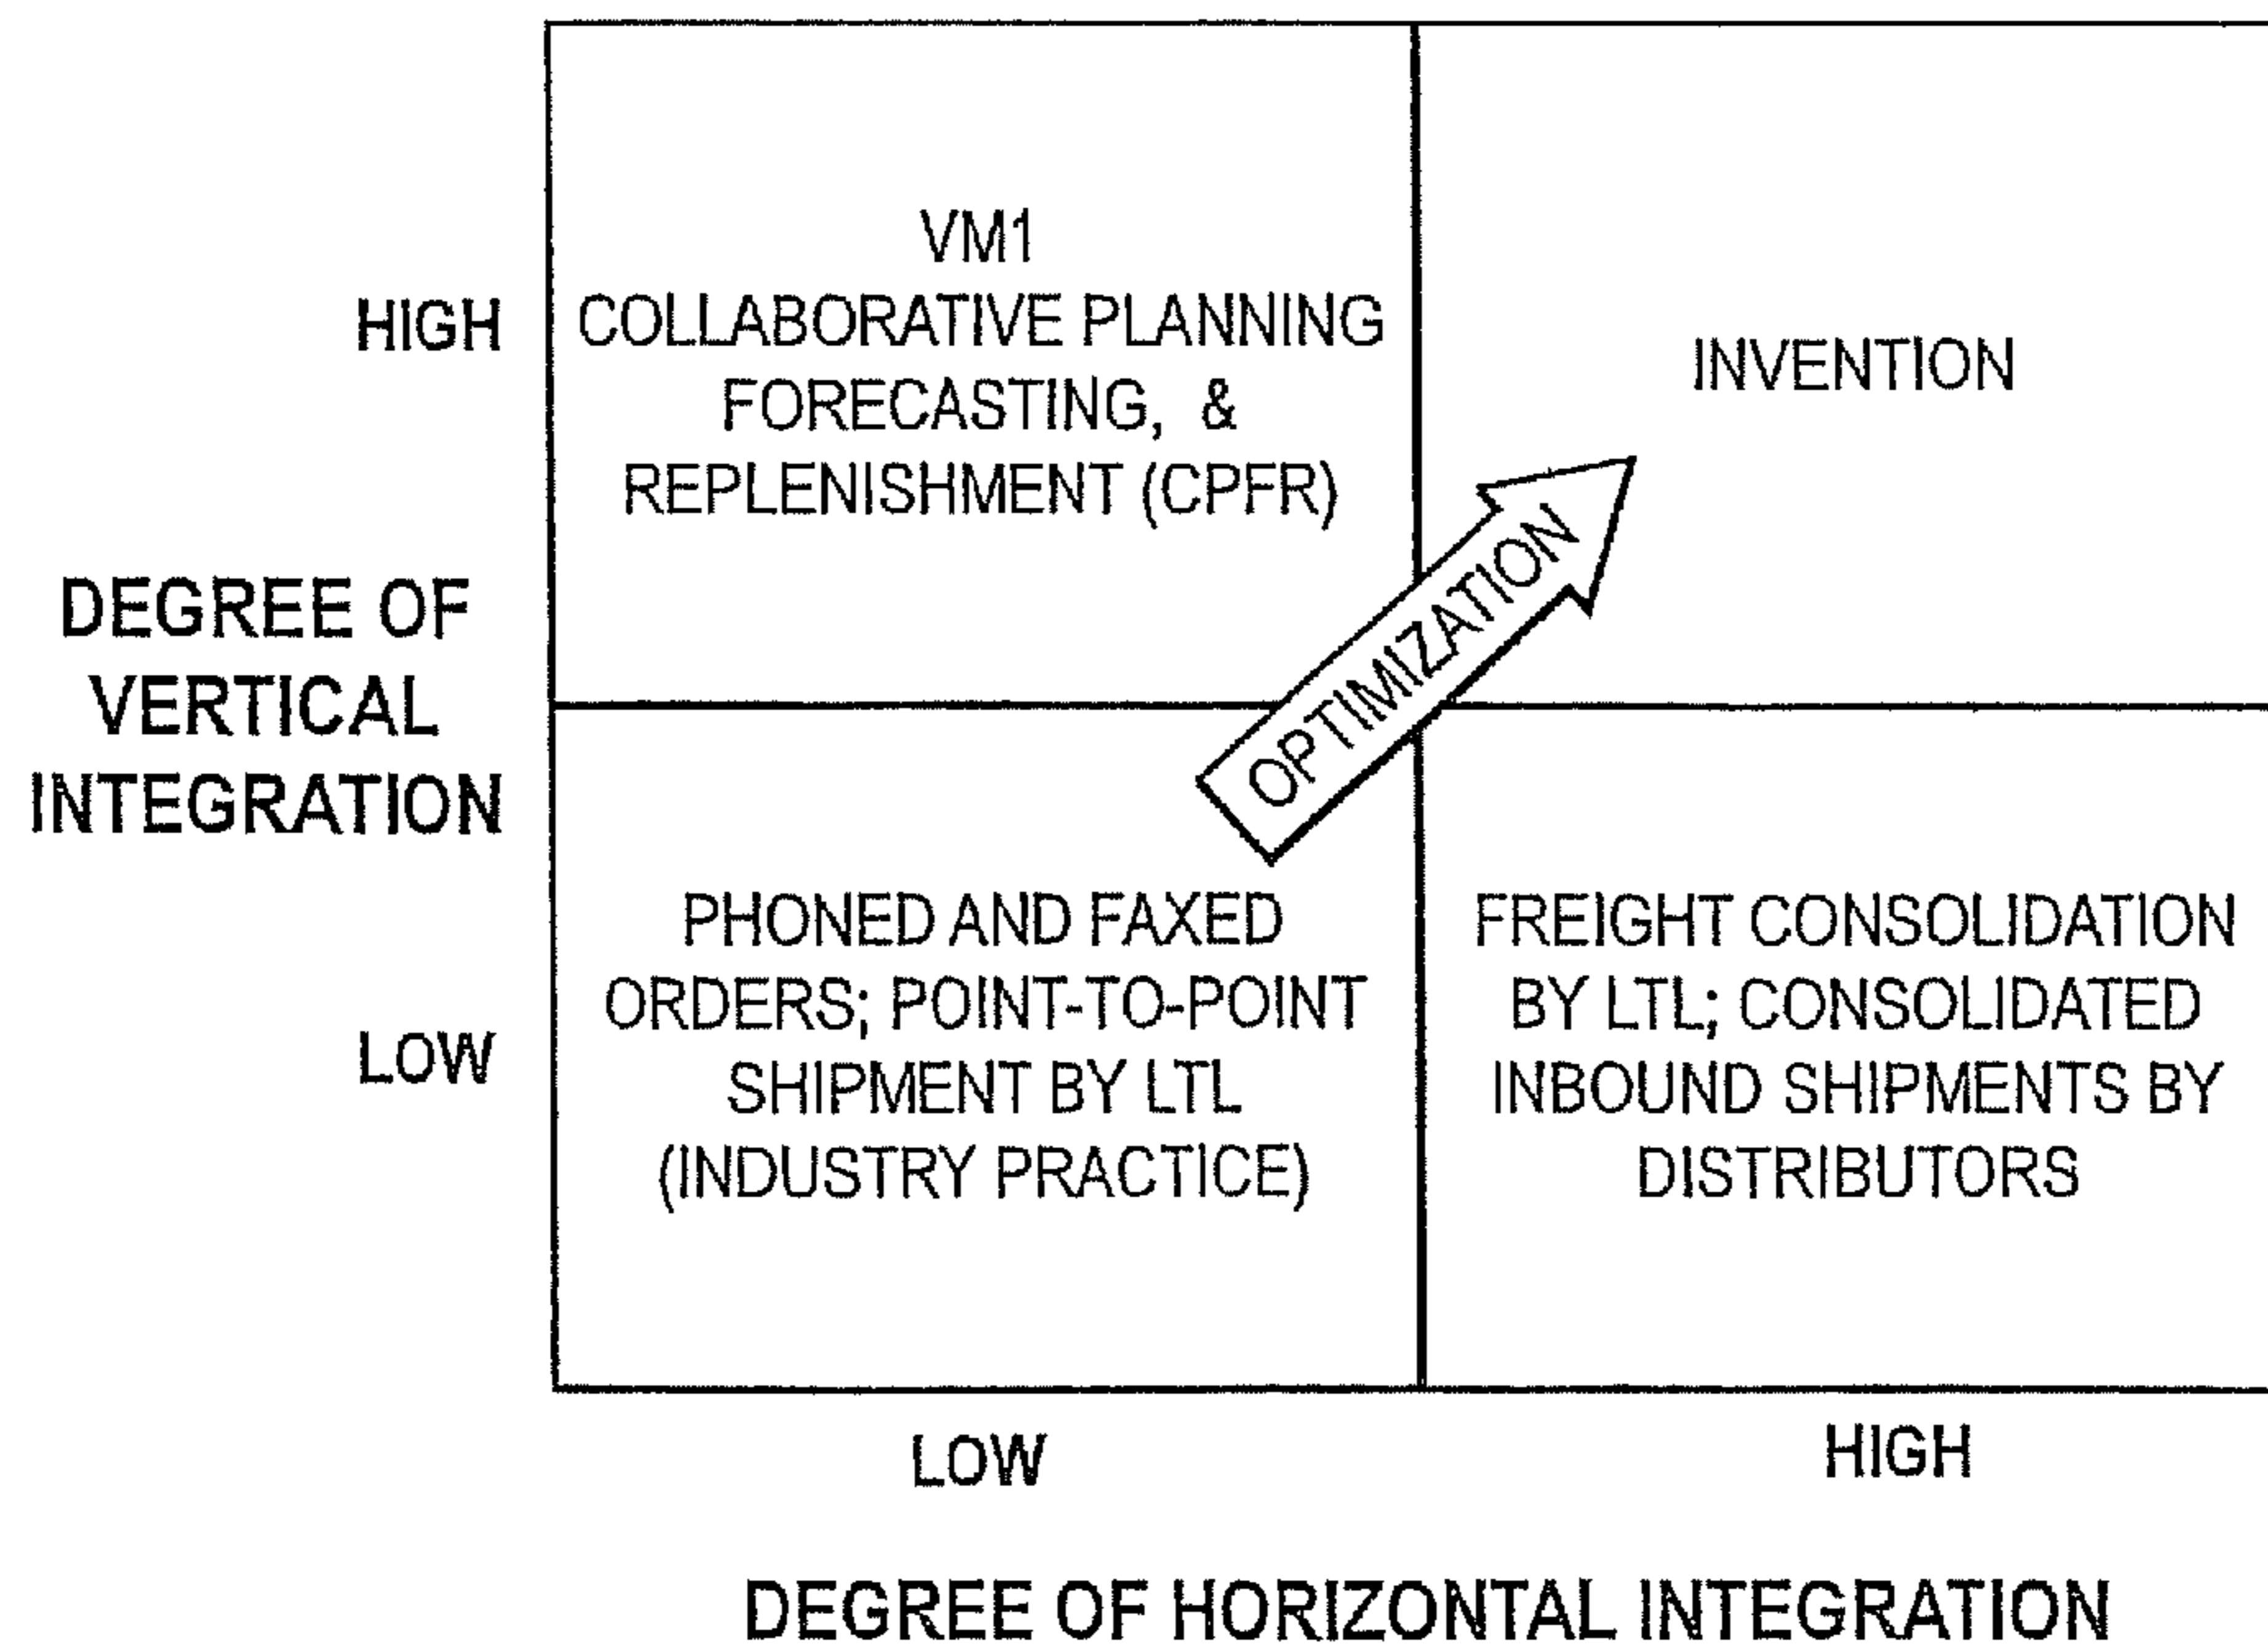 VM1
COLLABORATIVE PLANNING
FORECASTING, &
REPLENISHMENT (CPFR)
INVENTION
HIGH
OPTIMIZATION
DEGREE OF
VERTICAL
INTEGRATION
PHONED AND FAXED
ORDERS; POINT-TO-POINT
SHIPMENT BY LTL
(INDUSTRY PRACTICE)
FREIGHT CONSOLIDATION
BY LTL; CONSOLIDATED
INBOUND SHIPMENTS BY
DISTRIBUTORS
LOW
LOW
HIGH
DEGREE OF HORIZONTAL INTEGRATION